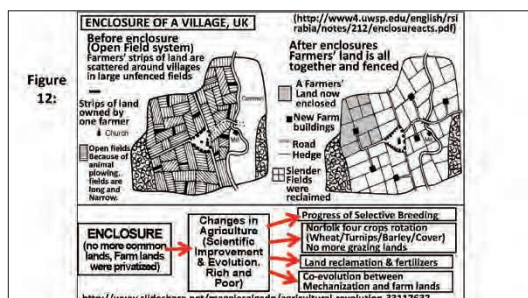 Figure
12:
ENCLOSURE OF A VILLAGE, UK
(http://www4.uwsp.edu/english/rsi
rabia/notes/212/enclosureacts.pdf)
Before enclosure
(Open Field system)
Farmers' strips of land are
scattered around villages
in large unfenced fields
Strips of land
owned by
one farmer
Church
Open fields
Because of
animal
plowing,
fields are
long and
Narrow.
Common
After enclosures
Farmers' land is all
together and fenced
A Farmers'
Land now
enclosed
New Farm
buildings
Road
Hedge
Slender
Fields
were
reclaimed
ENCLOSURE
(no more common
lands, Farm lands
were privatized)
Changes in
Agriculture
(Scientific
Improvement
& Evolution,
Rich and
Poor)
Progress of Selective Breeding
Norfolk four crops rotation
(Wheat/Turnips/Barley/Cover)
No more grazing lands
Land reclamation & fertilizers
Co-evolution between
Mechanization and farm lands